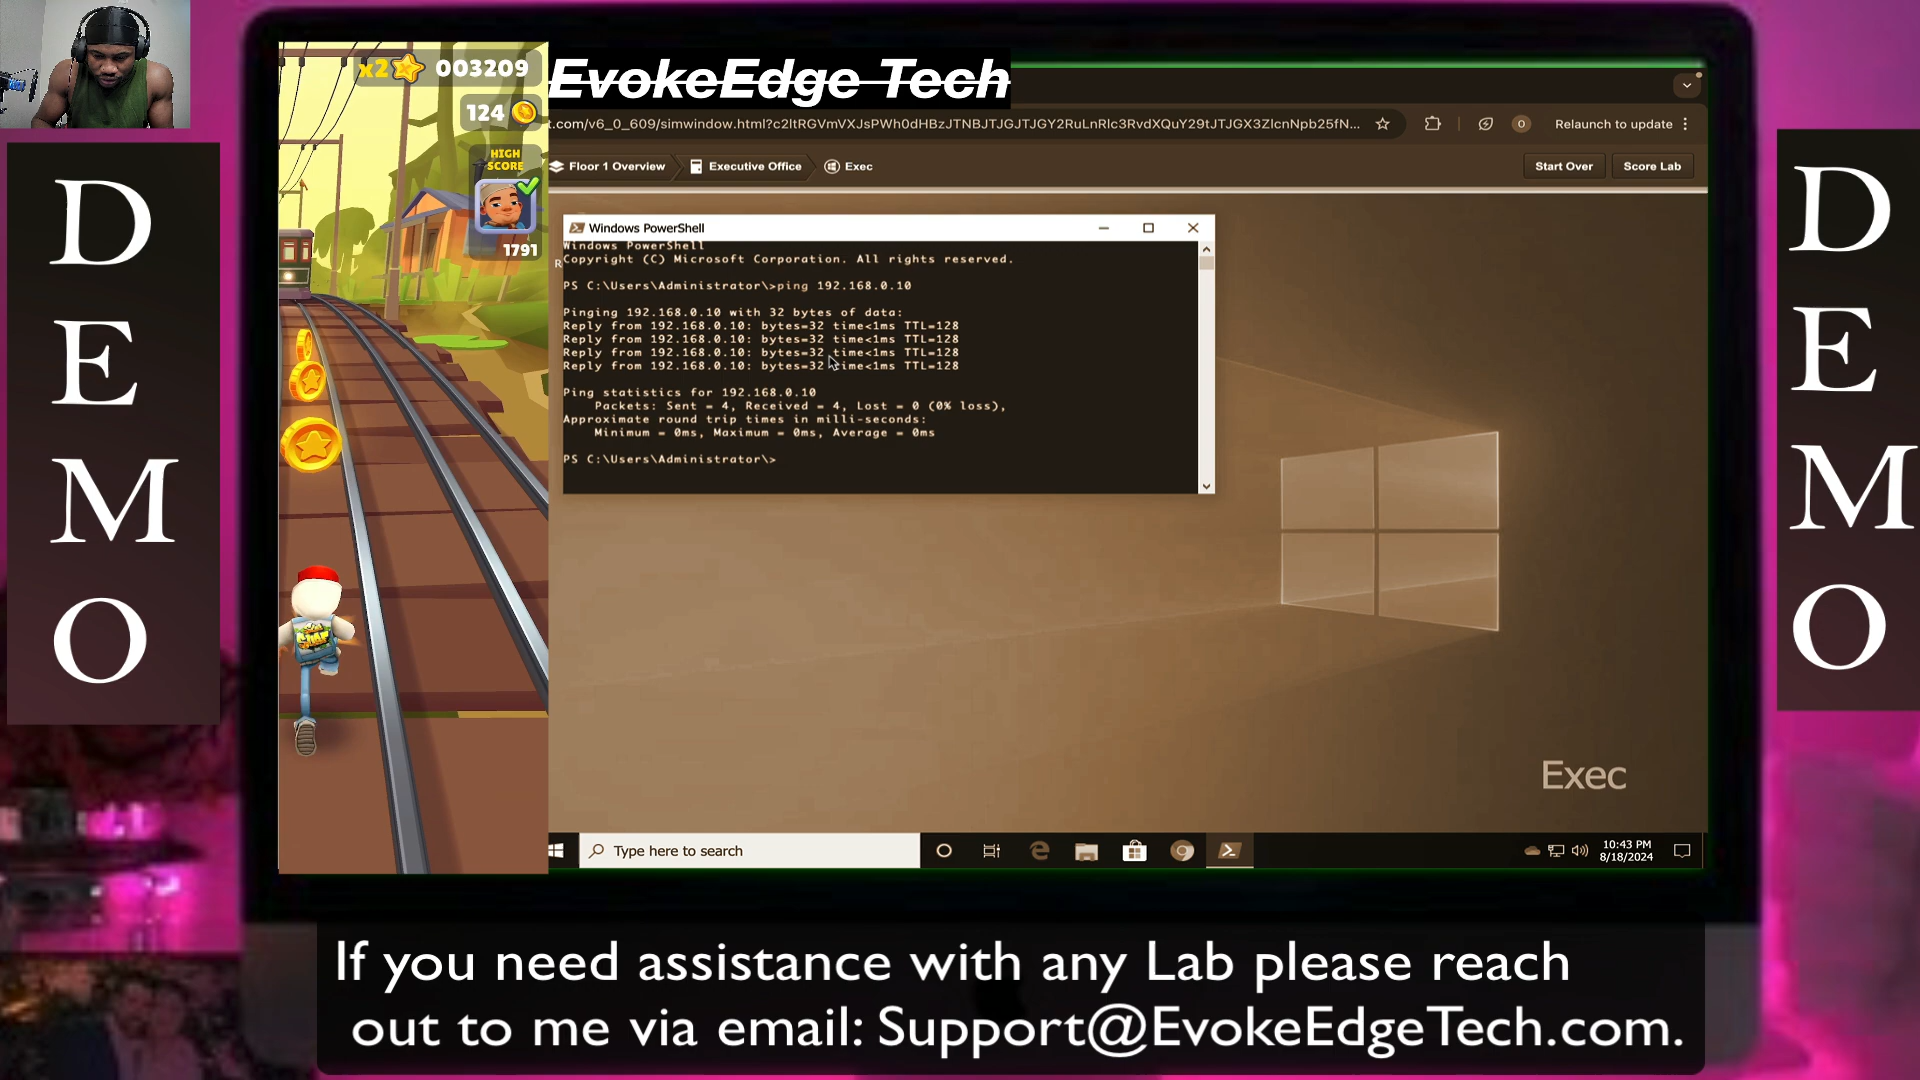 D
E
M
O
x2 003209
124
HIGH
SCORE
1791
EvokeEdge Tech
t.com/v6_0_609/simwindow.html?c2ltRGVmVXJsPWh0dHBzJTNBJTJGJTJGY2RuLnRlc3RvdXQuY29tJTJGX3ZlcnNpb25fN...
0
Relaunch to update
Floor 1 Overview
Executive Office
Exec
Start Over
Score Lab
Windows PowerShell
Windows PowerShell
Copyright (C) Microsoft Corporation. All rights reserved.
PS C:\Users\Administrator\>ping 192.168.0.10
Pinging 192.168.0.10 with 32 bytes of data:
Reply from 192.168.0.10: bytes=32 time<1ms TTL=128
Reply from 192.168.0.10: bytes=32 time<1ms TTL=128
Reply from 192.168.0.10: bytes=32 time<1ms TTL=128
Reply from 192.168.0.10: bytes=32 time<1ms TTL=128
Ping statistics for 192.168.0.10
Packets: Sent = 4, Received = 4, Lost = 0 (0% loss),
Approximate round trip times in milli-seconds:
Minimum = 0ms, Maximum = 0ms, Average = 0ms
PS C:\Users\Administrator\>
R
Exec
Type here to search
10:43 PM
8/18/2024
D
E
M
O
If you need assistance with any Lab please reach
out to me via email: Support@EvokeEdgeTech.com.